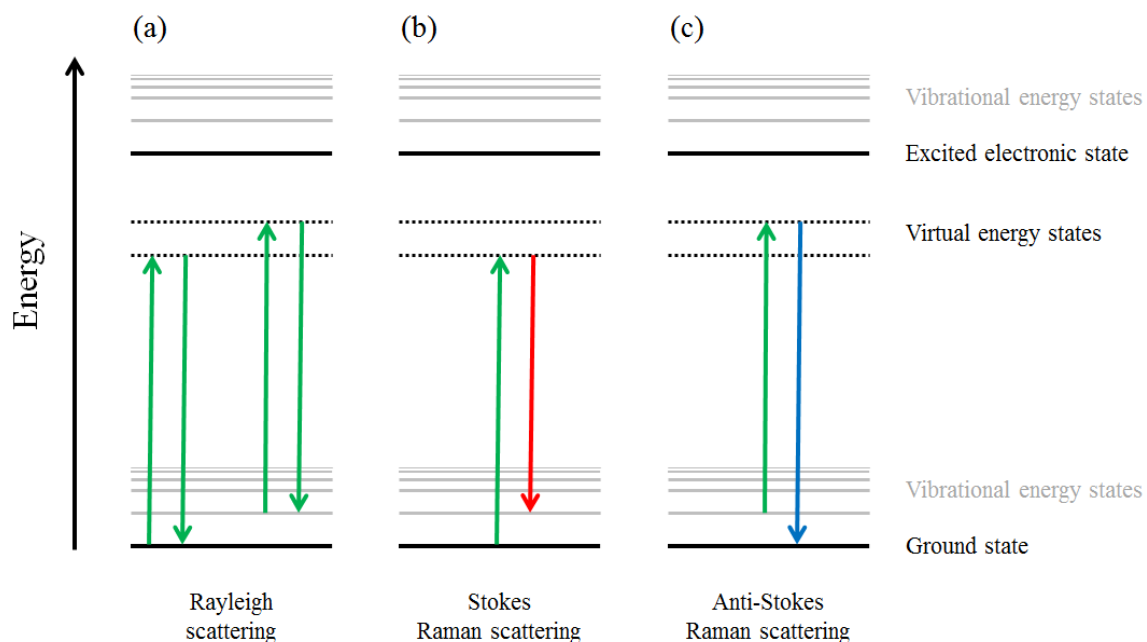 (a)
(b)
(c)
Energy
Vibrational energy states
Excited electronic state
Virtual energy states
Vibrational energy states
Ground state
Rayleigh
scattering
Stokes
Raman scattering
Anti-Stokes
Raman scattering